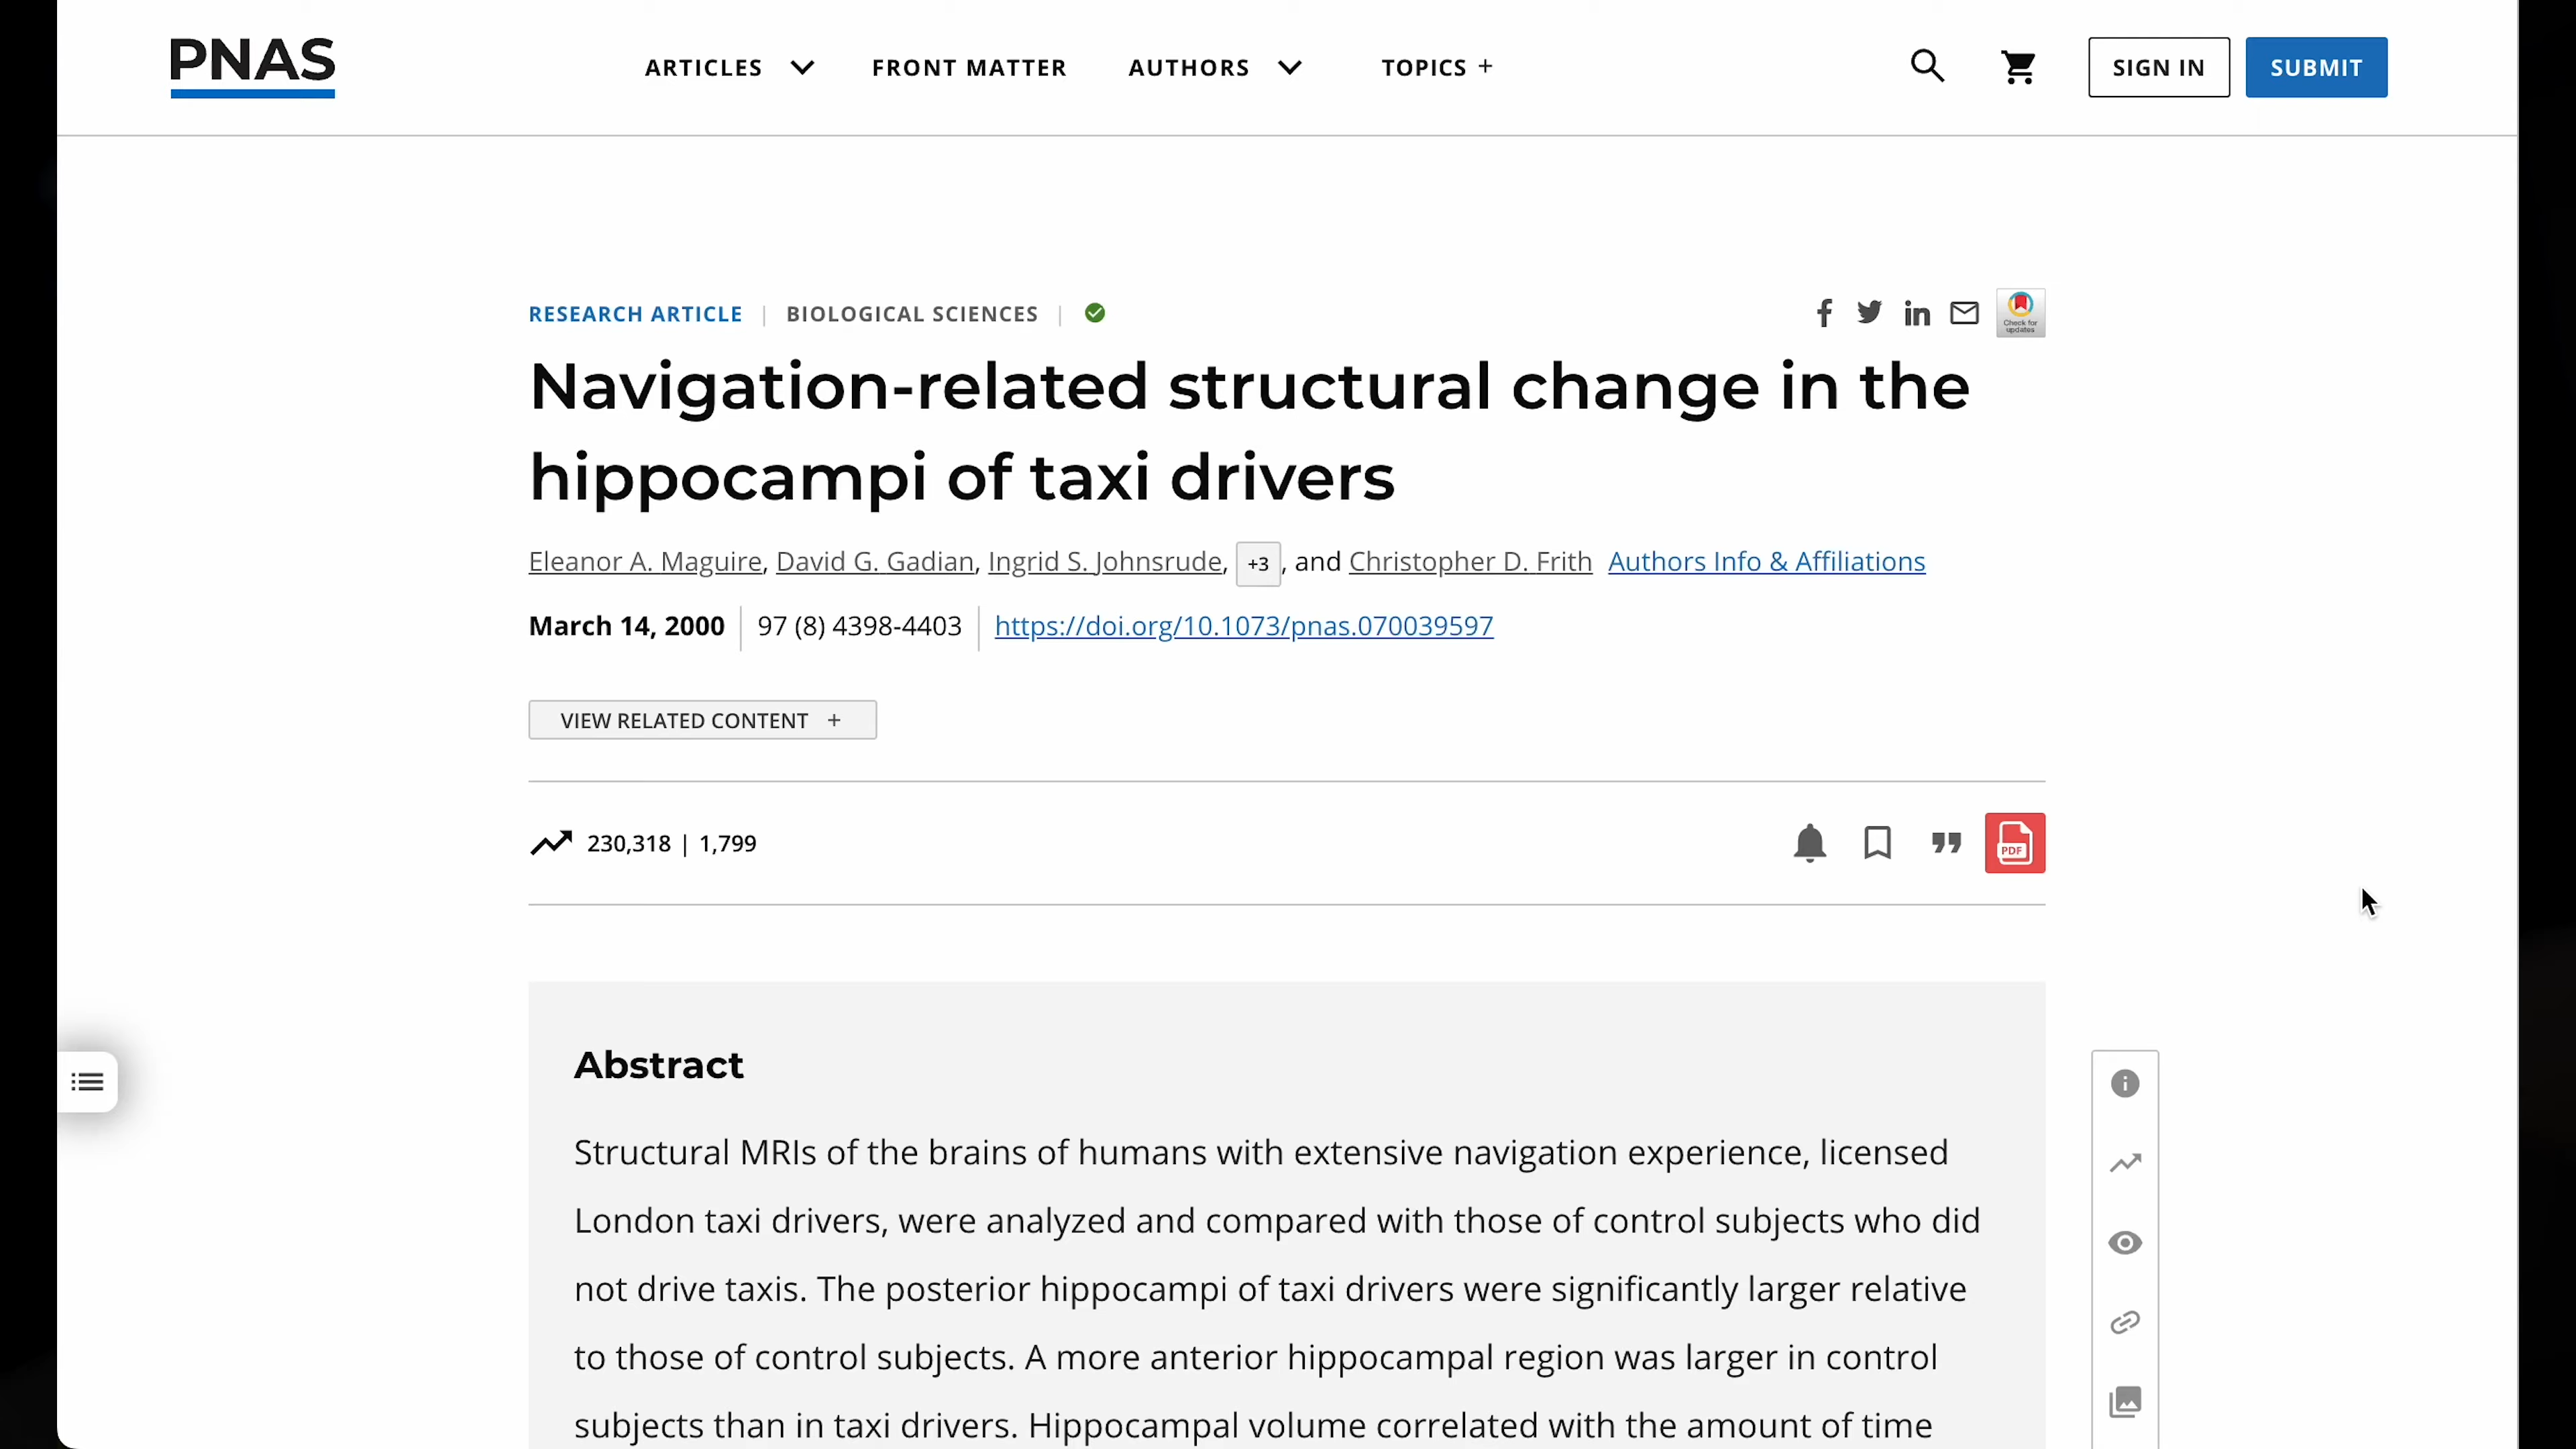 PNAS
ARTICLES
FRONT MATTER
AUTHORS
TOPICS +
SIGN IN
SUBMIT
RESEARCH ARTICLE | BIOLOGICAL SCIENCES |
Check for
updates
Navigation-related structural change in the
hippocampi of taxi drivers
Eleanor A. Maguire, David G. Gadian, Ingrid S. Johnsrude, +3 , and Christopher D. Frith Authors Info & Affiliations
March 14, 2000 | 97 (8) 4398-4403 | https://doi.org/10.1073/pnas.070039597
VIEW RELATED CONTENT +
230,318 | 1,799
PDF
Abstract
Structural MRIs of the brains of humans with extensive navigation experience, licensed
London taxi drivers, were analyzed and compared with those of control subjects who did
not drive taxis. The posterior hippocampi of taxi drivers were significantly larger relative
to those of control subjects. A more anterior hippocampal region was larger in control
subjects than in taxi drivers. Hippocampal volume correlated with the amount of time